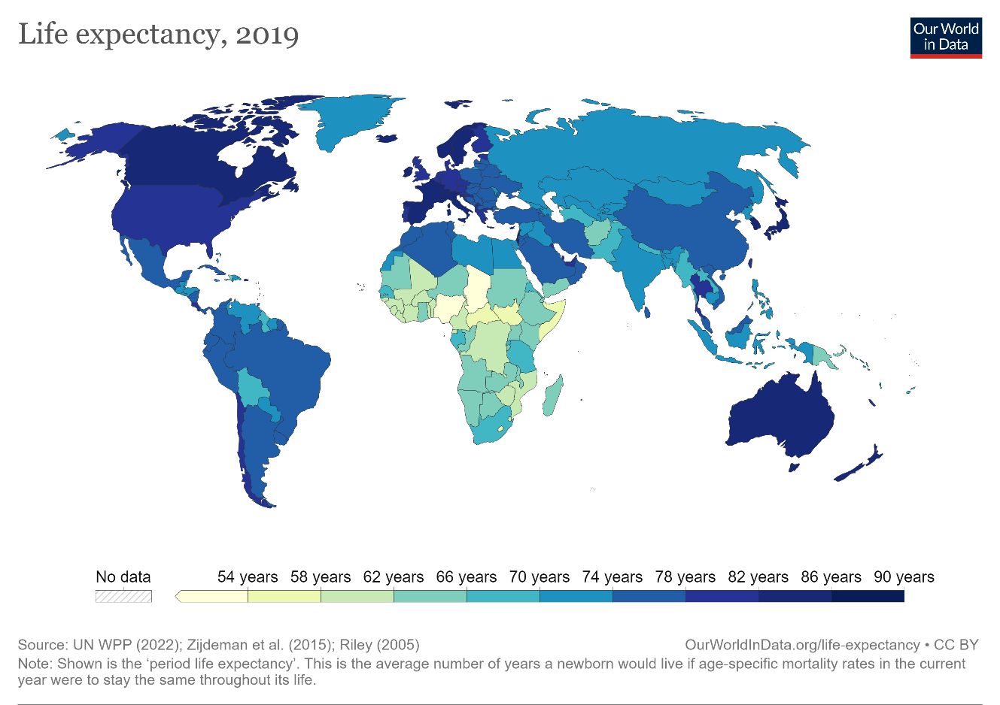 Life expectancy, 2019
Our World
in Data
No data
54 years 58 years 62 years 66 years 70 years 74 years 78 years 82 years 86 years 90 years
Source: UN WPP (2022); Zijdeman et al. (2015); Riley (2005)
OurWorldInData.org/life-expectancy • CC BY
Note: Shown is the ‘period life expectancy’. This is the average number of years a newborn would live if age-specific mortality rates in the current
year were to stay the same throughout its life.